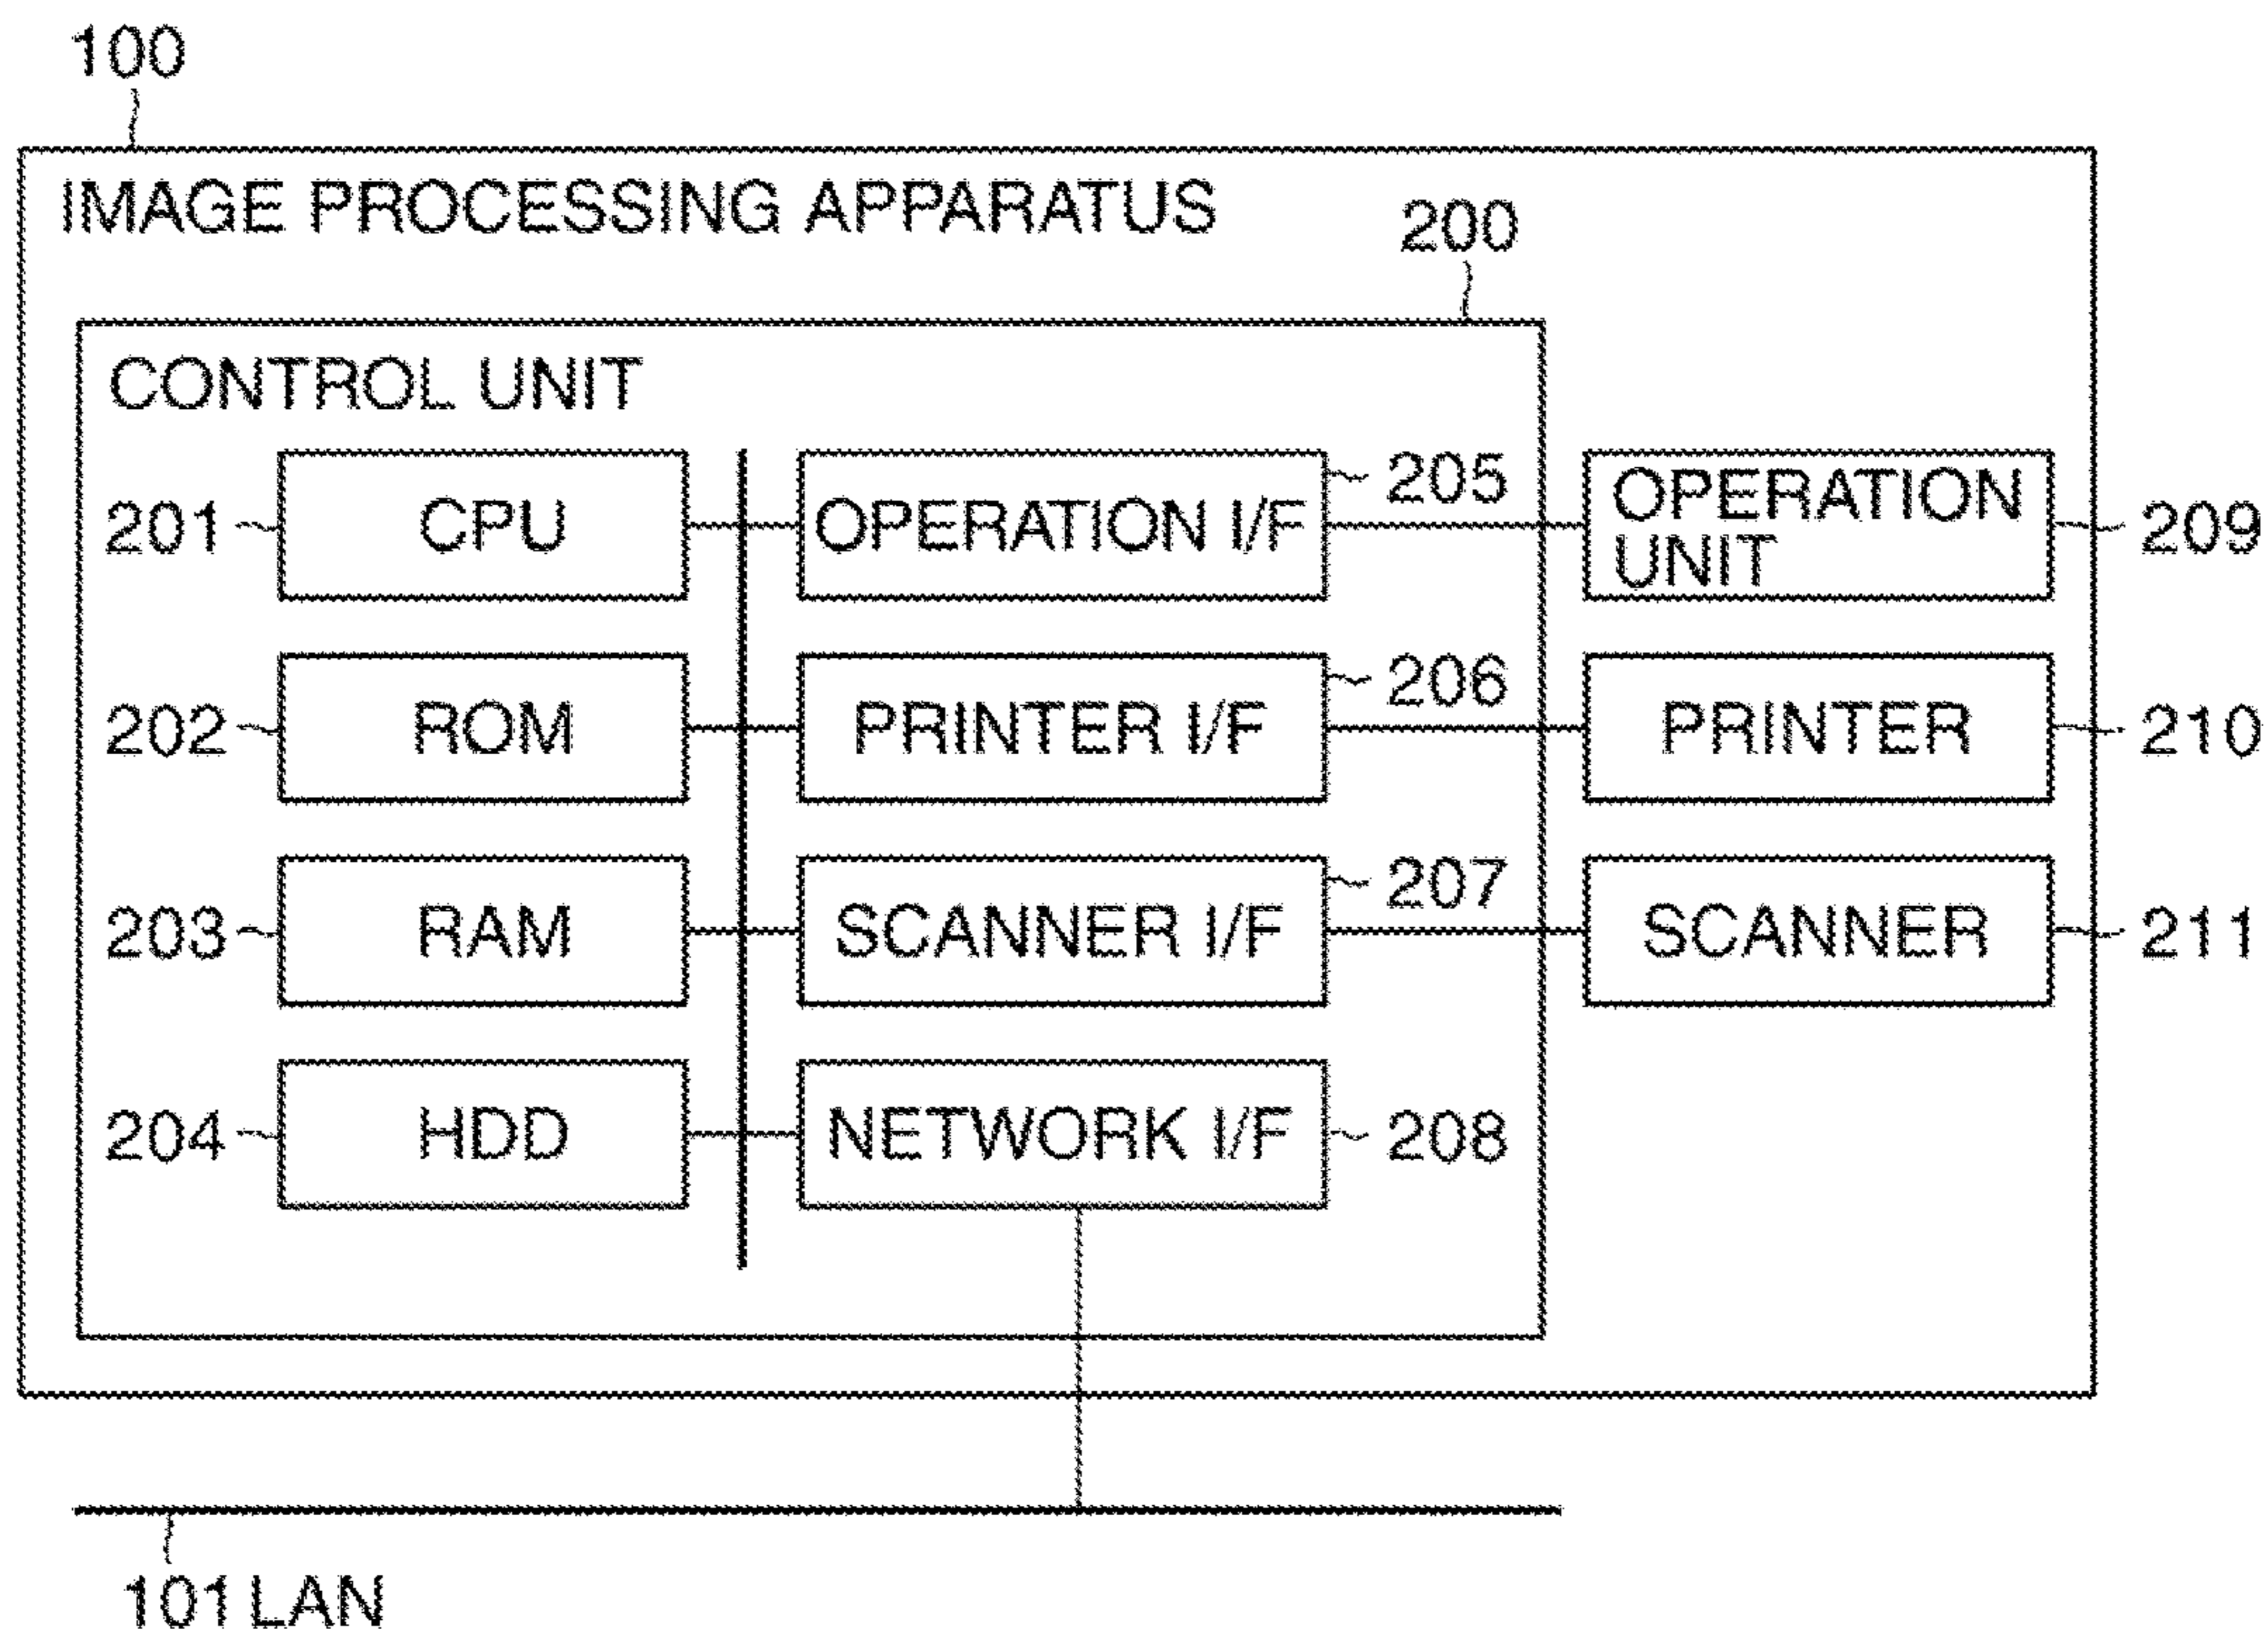 100
IMAGE PROCESSING APPARATUS
200
CONTROL UNIT
201
CPU
OPERATION I/F
205
OPERATION
UNIT
209
202
ROM
PRINTER I/F
206
PRINTER
210
203
RAM
SCANNER I/F
207
SCANNER
211
204
HDD
NETWORK I/F
208
101 LAN